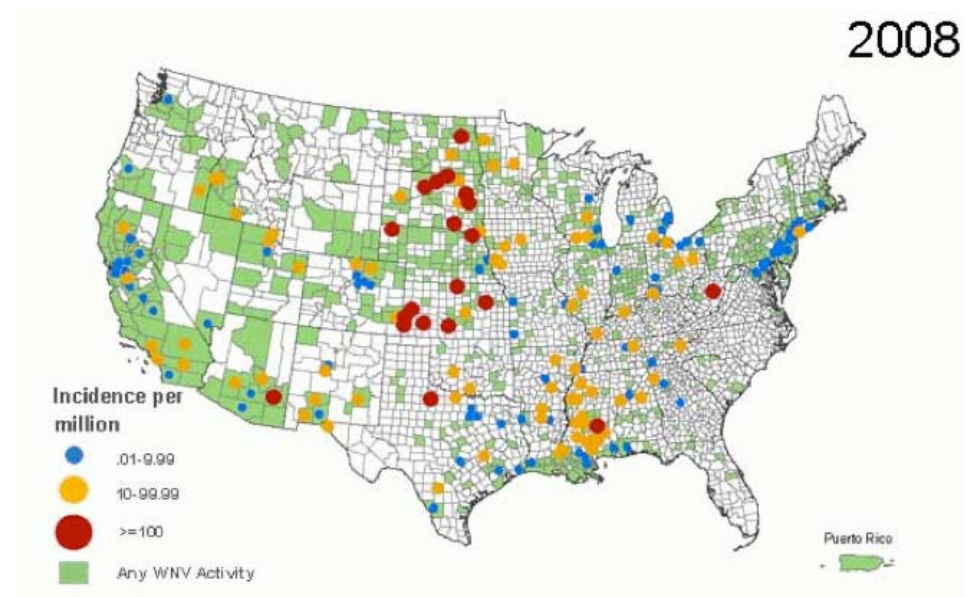 2008
Incidence per
million
.01-9.99
10-99.99
>=100
Any WNV Activity
Puerto Rico